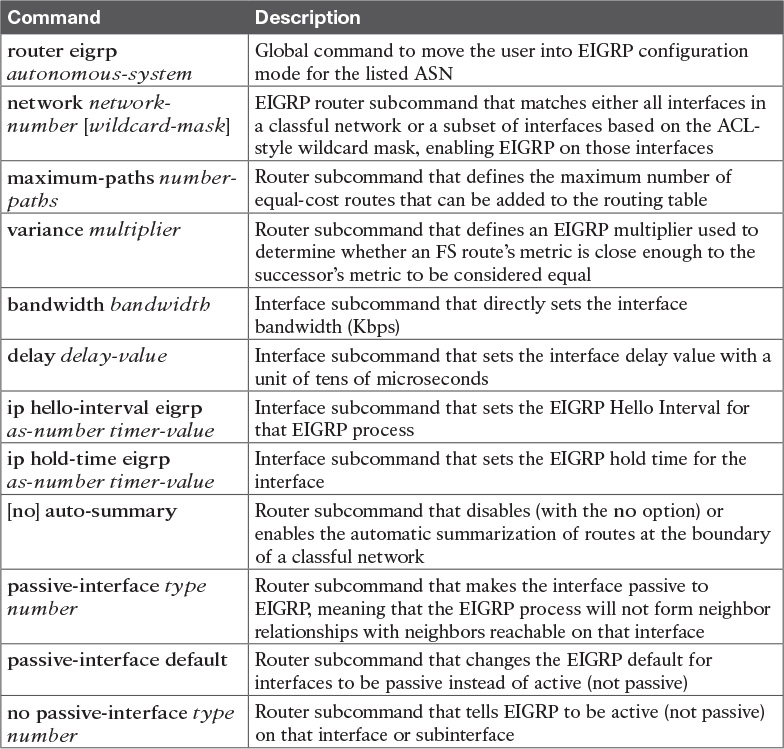 Command Description
router eigrp Global command to move the user into EIGRP configuration
autonomous-system mode for the listed ASN
network network- EIGRP router subcommand that matches either all interfaces in
number [wildcard-mask] a classful network or a subset of interfaces based on the ACL-
style wildcard mask, enabling EIGRP on those interfaces
maximum-paths number- Router subcommand that defines the maximum number of
paths equal-cost routes that can be added to the routing table
variance multiplier Router subcommand that defines an EIGRP multiplier used to
determine whether an FS route's metric is close enough to the
successor's metric to be considered equal
bandwidth bandwidth Interface subcommand that directly sets the interface
bandwidth (Kbps)
delay delay-value Interface subcommand that sets the interface delay value with a
unit of tens of microseconds
ip hello-interval eigrp Interface subcommand that sets the EIGRP Hello Interval for
as-number timer-value that EIGRP process
ip hold-time eigrp Interface subcommand that sets the EIGRP hold time for the
as-number timer-value interface
[no] auto-summary Router subcommand that disables (with the no option) or
enables the automatic summarization of routes at the boundary
of a classful network
passive-interface type Router subcommand that makes the interface passive to
number EIGRP, meaning that the EIGRP process will not form neighbor
relationships with neighbors reachable on that interface
passive-interface default Router subcommand that changes the EIGRP default for
interfaces to be passive instead of active (not passive)
no passive-interface type Router subcommand that tells EIGRP to be active (not passive)
number on that interface or subinterface